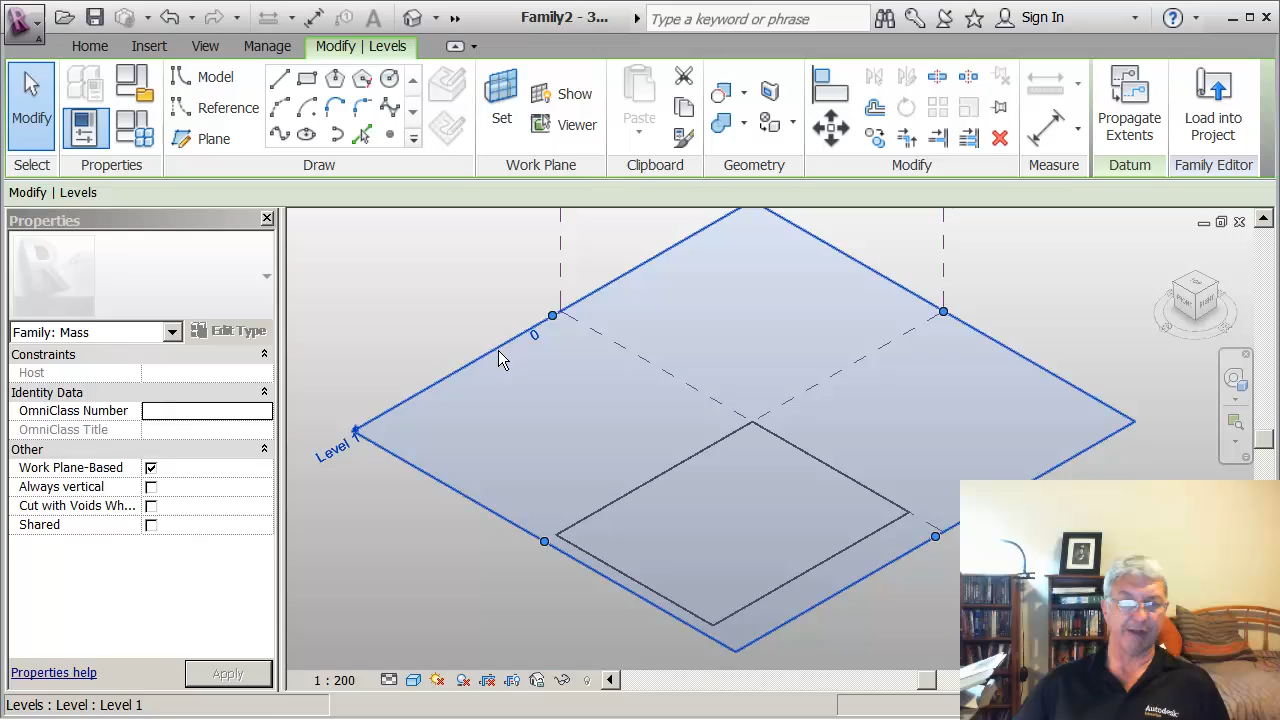 Family2 - 3...
Type a keyword or phrase
Sign In
Home
Insert
View
Manage
Modify | Levels
Modify
Select
Properties
Model
Reference
Plane
Draw
Set
Show
Viewer
Work Plane
Paste
Clipboard
Geometry
Modify
Measure
Propagate
Extents
Datum
Load into
Project
Family Editor
Modify | Levels
Properties
Family: Mass
Edit Type
Constraints
Host
Identity Data
OmniClass Number
OmniClass Title
Other
Work Plane-Based
Always vertical
Cut with Voids Wh...
Shared
Properties help
Apply
0
Level 1
1 : 200
Levels : Level : Level 1
Autodesk